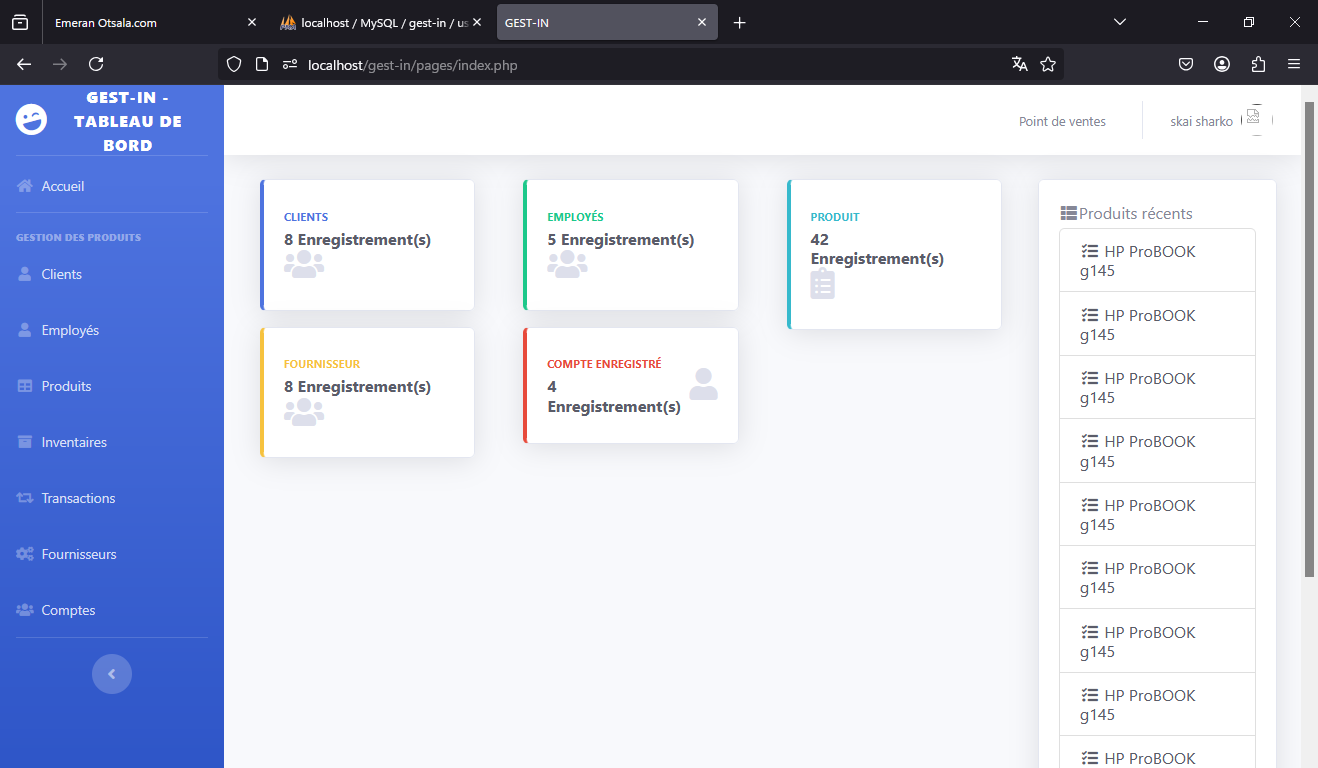 Emeran Otsala.com
localhost / MySQL / gest-in / us
GEST-IN
localhost/gest-in/pages/index.php
GEST-IN -
TABLEAU DE
BORD
Accueil
GESTION DES PRODUITS
Clients
Employés
Produits
Inventaires
Transactions
Fournisseurs
Comptes
Point de ventes
skai sharko
CLIENTS
8 Enregistrement(s)
EMPLOYÉS
5 Enregistrement(s)
PRODUIT
42
Enregistrement(s)
FOURNISSEUR
8 Enregistrement(s)
COMPTE ENREGISTRÉ
4
Enregistrement(s)
Produits récents
HP ProBOOK
g145
HP ProBOOK
g145
HP ProBOOK
g145
HP ProBOOK
g145
HP ProBOOK
g145
HP ProBOOK
g145
HP ProBOOK
g145
HP ProBOOK
g145
HP ProBOOK